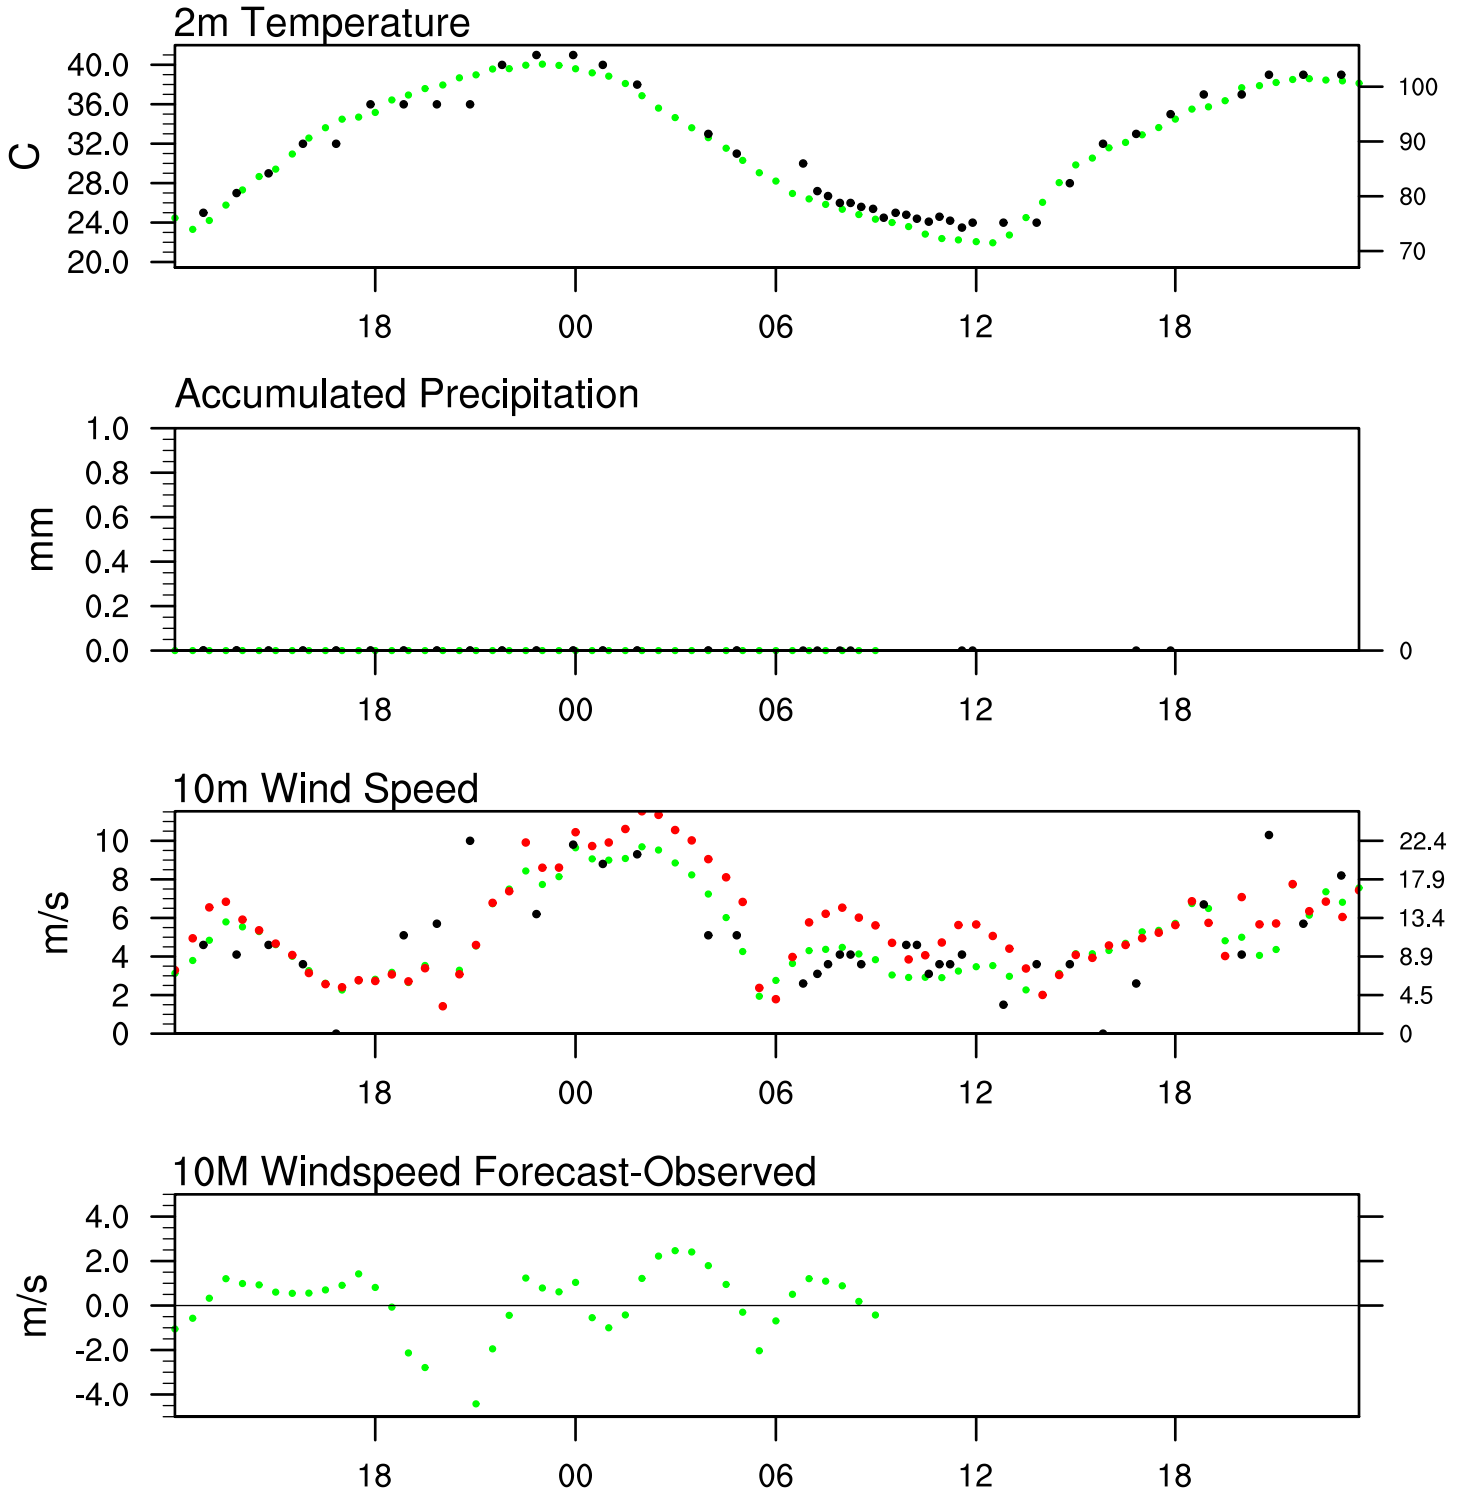 2m Temperature
40.0
36.0
32.0
28.0
24.0
20.0
C
100
90
80
70
18 00 06 12 18
Accumulated Precipitation
1.0
0.8
0.6
0.4
0.2
0.0
mm
0
18 00 06 12 18
10m Wind Speed
10
8
6
4
2
0
m/s
22.4
17.9
13.4
8.9
4.5
0
18 00 06 12 18
10M Windspeed Forecast-Observed
4.0
2.0
0.0
-2.0
-4.0
m/s
18 00 06 12 18